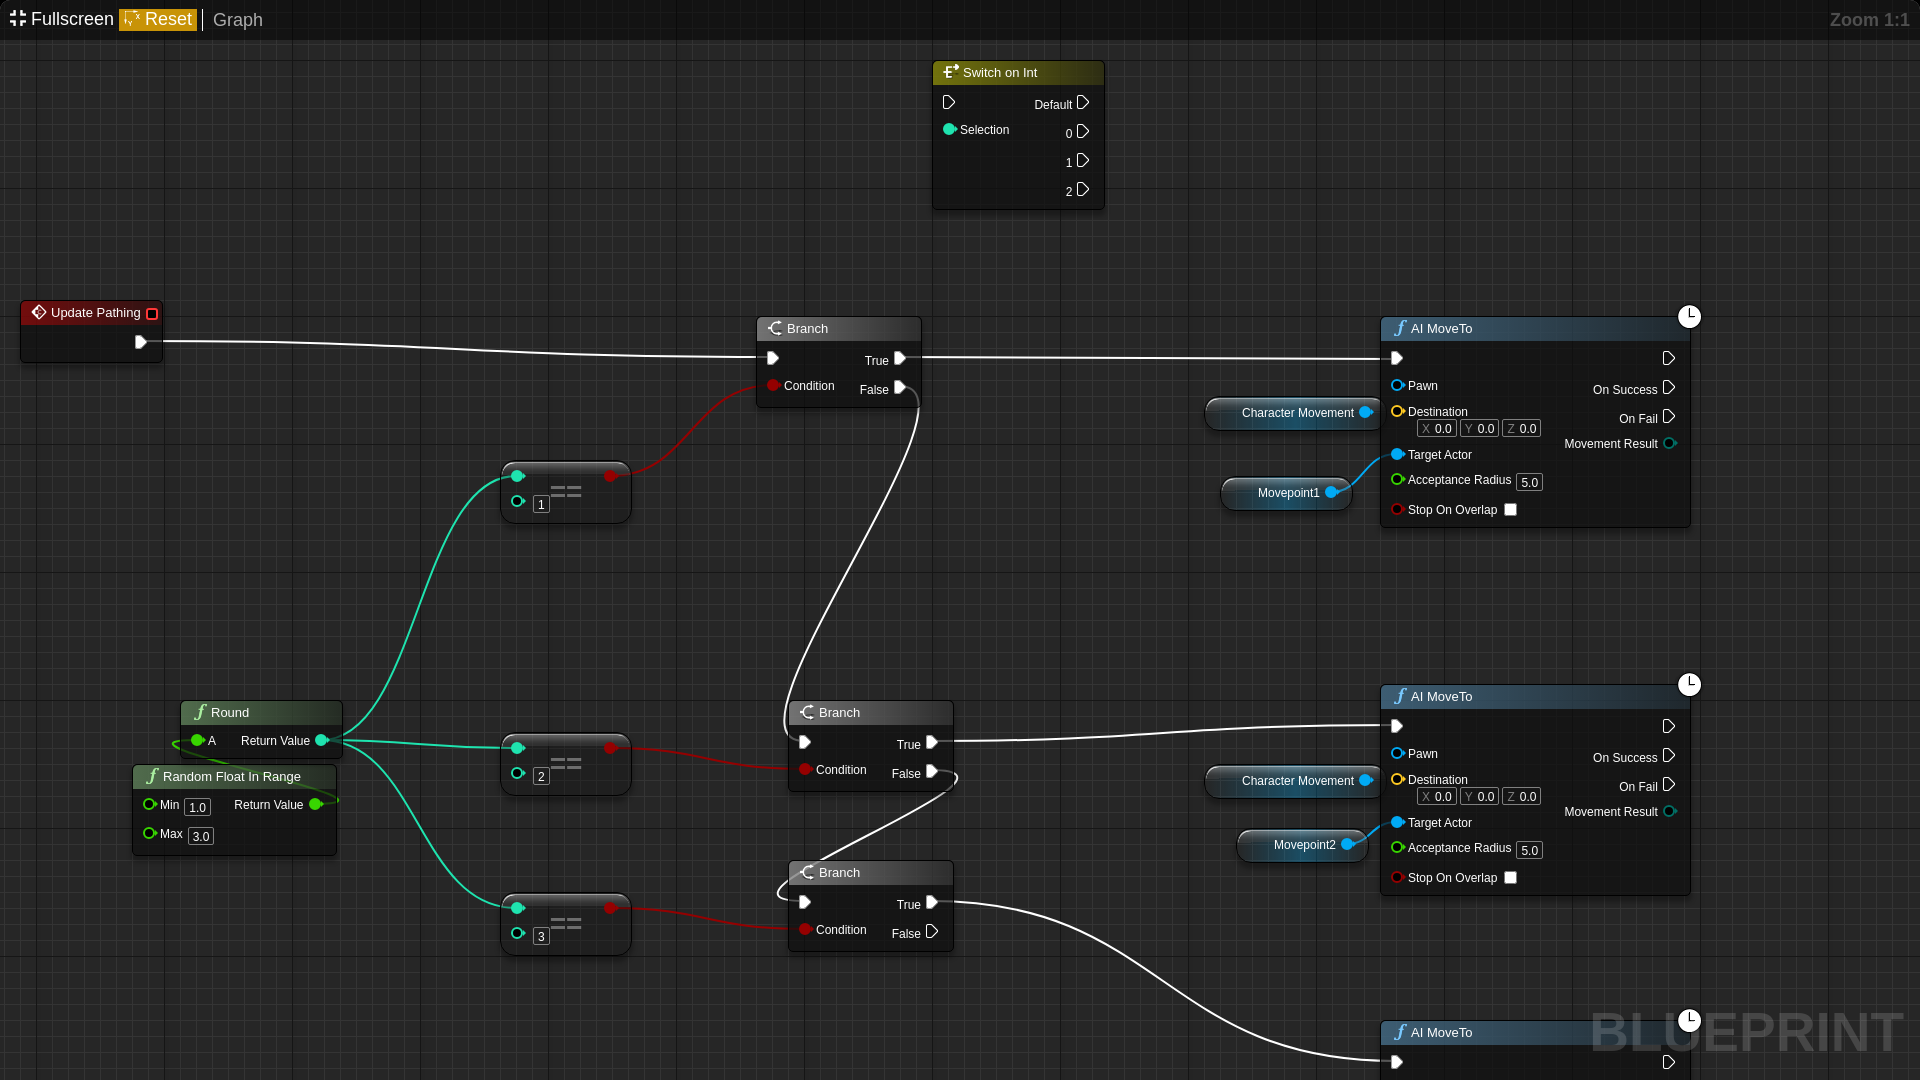 Fullscreen Reset Graph Zoom 1:1
Switch on Int
Default
Selection
0
1
2
Update Pathing
Branch
True
Condition
False
AI MoveTo
Pawn
On Success
Character Movement
Destination
X 0.0 Y 0.0 Z 0.0
On Fail
Movement Result
Target Actor
Movepoint1
Acceptance Radius 5.0
Stop On Overlap
== 1
Round
A Return Value
Random Float In Range
Min 1.0 Return Value
Max 3.0
== 2
Branch
True
Condition
False
AI MoveTo
Pawn
On Success
Character Movement
Destination
X 0.0 Y 0.0 Z 0.0
On Fail
Movement Result
Target Actor
Movepoint2
Acceptance Radius 5.0
Stop On Overlap
== 3
Branch
True
Condition
False
AI MoveTo
BLUEPRINT